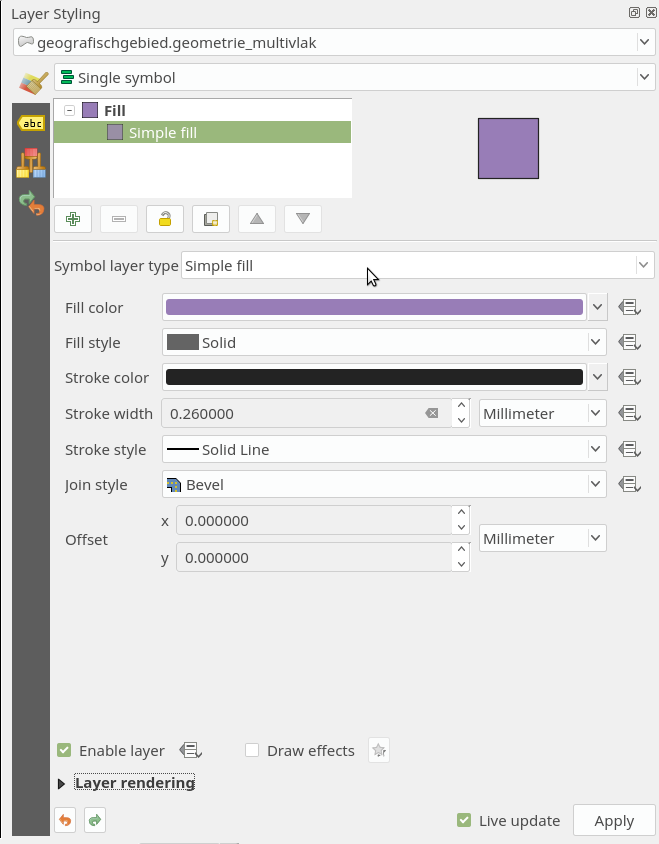 Layer Styling
geografischgebied.geometrie_multivlak
Single symbol
abc
Fill
Simple fill
Symbol layer type Simple fill
Fill color
Fill style Solid
Stroke color
Stroke width 0.260000 Millimeter
Stroke style Solid Line
Join style Bevel
Offset x 0.000000 Millimeter
y 0.000000
Enable layer Draw effects
Layer rendering
Live update Apply